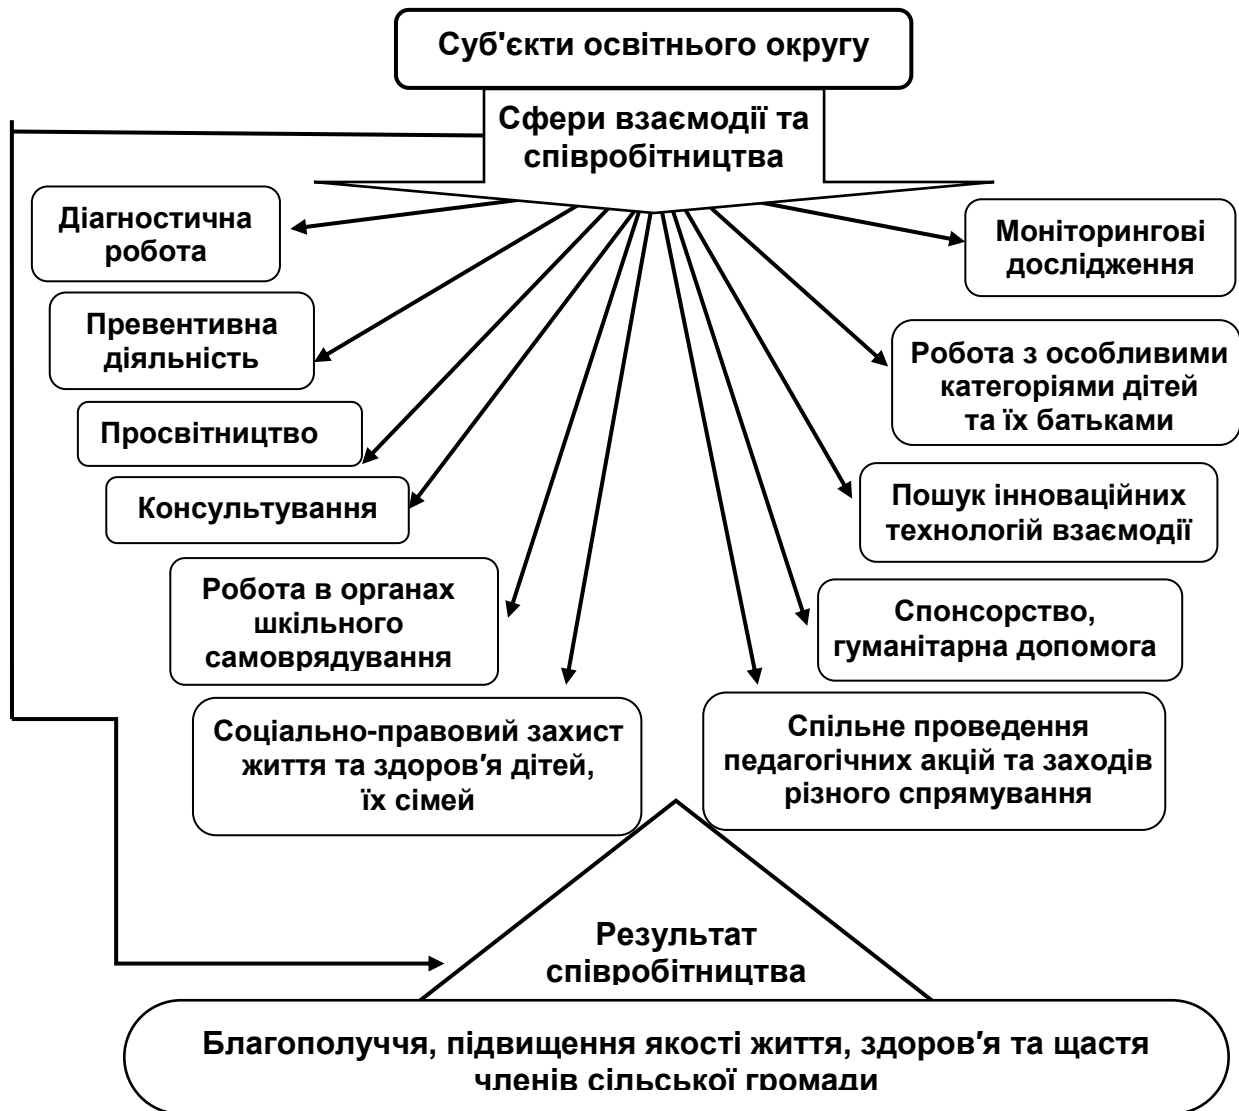 Суб'єкти освітнього округу
Сфери взаємодії та
співробітництва
Діагностична
робота
Превентивна
діяльність
Просвітництво
Консультування
Робота в органах
шкільного
самоврядування
Соціально-правовий захист
життя та здоров′я дітей,
їх сімей
Моніторингові
дослідження
Робота з особливими
категоріями дітей
та їх батьками
Пошук інноваційних
технологій взаємодії
Спонсорство,
гуманітарна допомога
Спільне проведення
педагогічних акцій та заходів
різного спрямування
Результат
співробітництва
Благополуччя, підвищення якості життя, здоров′я та щастя
членів сільської громади